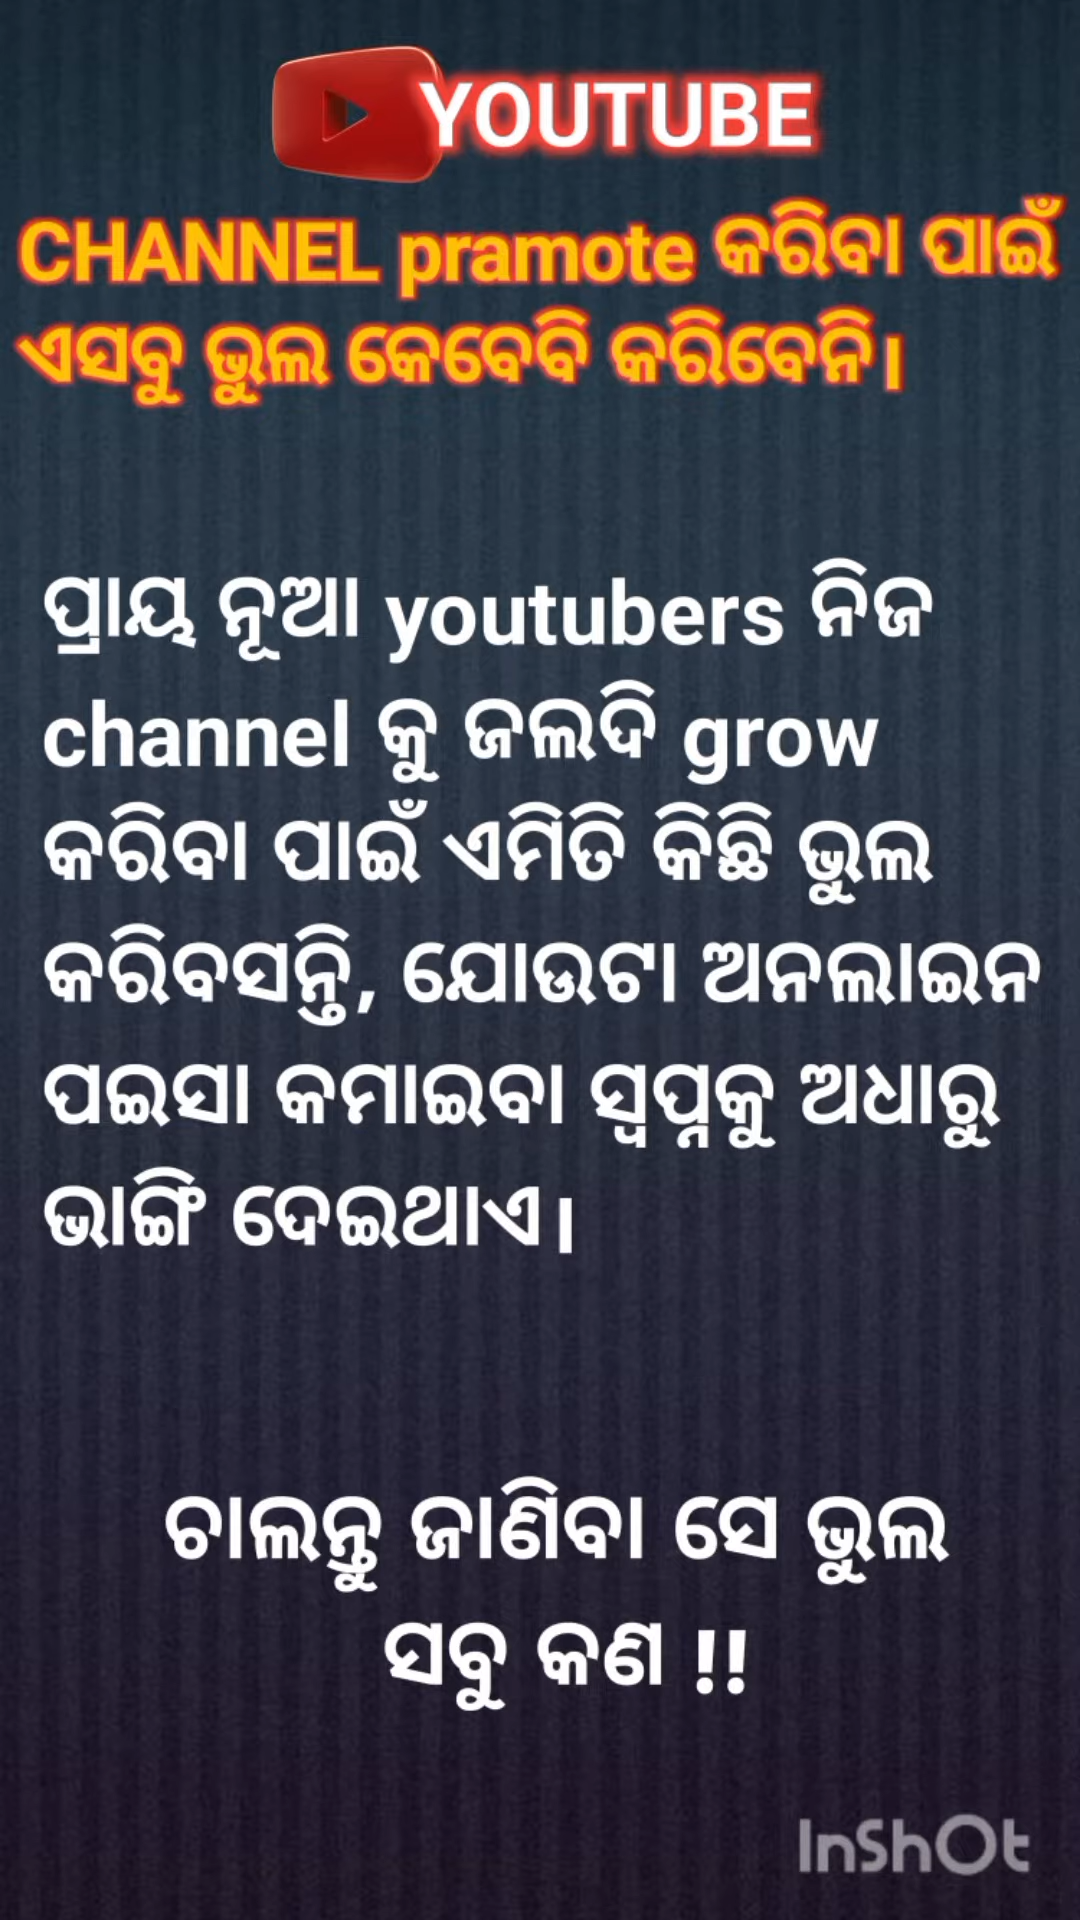 YOUTUBE
CHANNEL pramote କରିବା ପାଇଁ
ଏସବୁ ଭୁଲ କେବେବି କରିବେନି।
ପ୍ରାୟ ନୂଆ youtubers ନିଜ
channel କୁ ଜଲଦି grow
କରିବା ପାଇଁ ଏମିତି କିଛି ଭୁଲ
କରିବସନ୍ତି, ଯୋଉଟା ଅନଲାଇନ
ପଇସା କମାଇବା ସ୍ୱପ୍ନକୁ ଅଧାରୁ
ଭାଙ୍ଗି ଦେଇଥାଏ।
ଚାଲନ୍ତୁ ଜାଣିବା ସେ ଭୁଲ
ସବୁ କଣ !!
InShOt